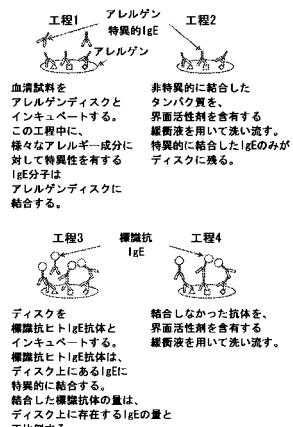 工程1
アレルゲン
特異的IgE
工程2
アレルゲン
血清試料を
アレルゲンディスクと
インキュベートする。
この工程中に、
様々なアレルギー成分に
対して特異性を有する
IgE分子は
アレルゲンディスクに
結合する。
非特異的に結合した
タンパク質を、
界面活性剤を含有する
緩衝液を用いて洗い流す。
特異的に結合したIgEのみが
ディスクに残る。
工程3
標識抗
IgE
工程4
ディスクを
標識抗ヒトIgE抗体と
インキュベートする。
標識抗ヒトIgE抗体は、
ディスク上にあるIgEに
特異的に結合する。
結合した標識抗体の量は、
ディスク上に存在するIgEの量と
結合しなかった抗体を、
界面活性剤を含有する
緩衝液を用いて洗い流す。